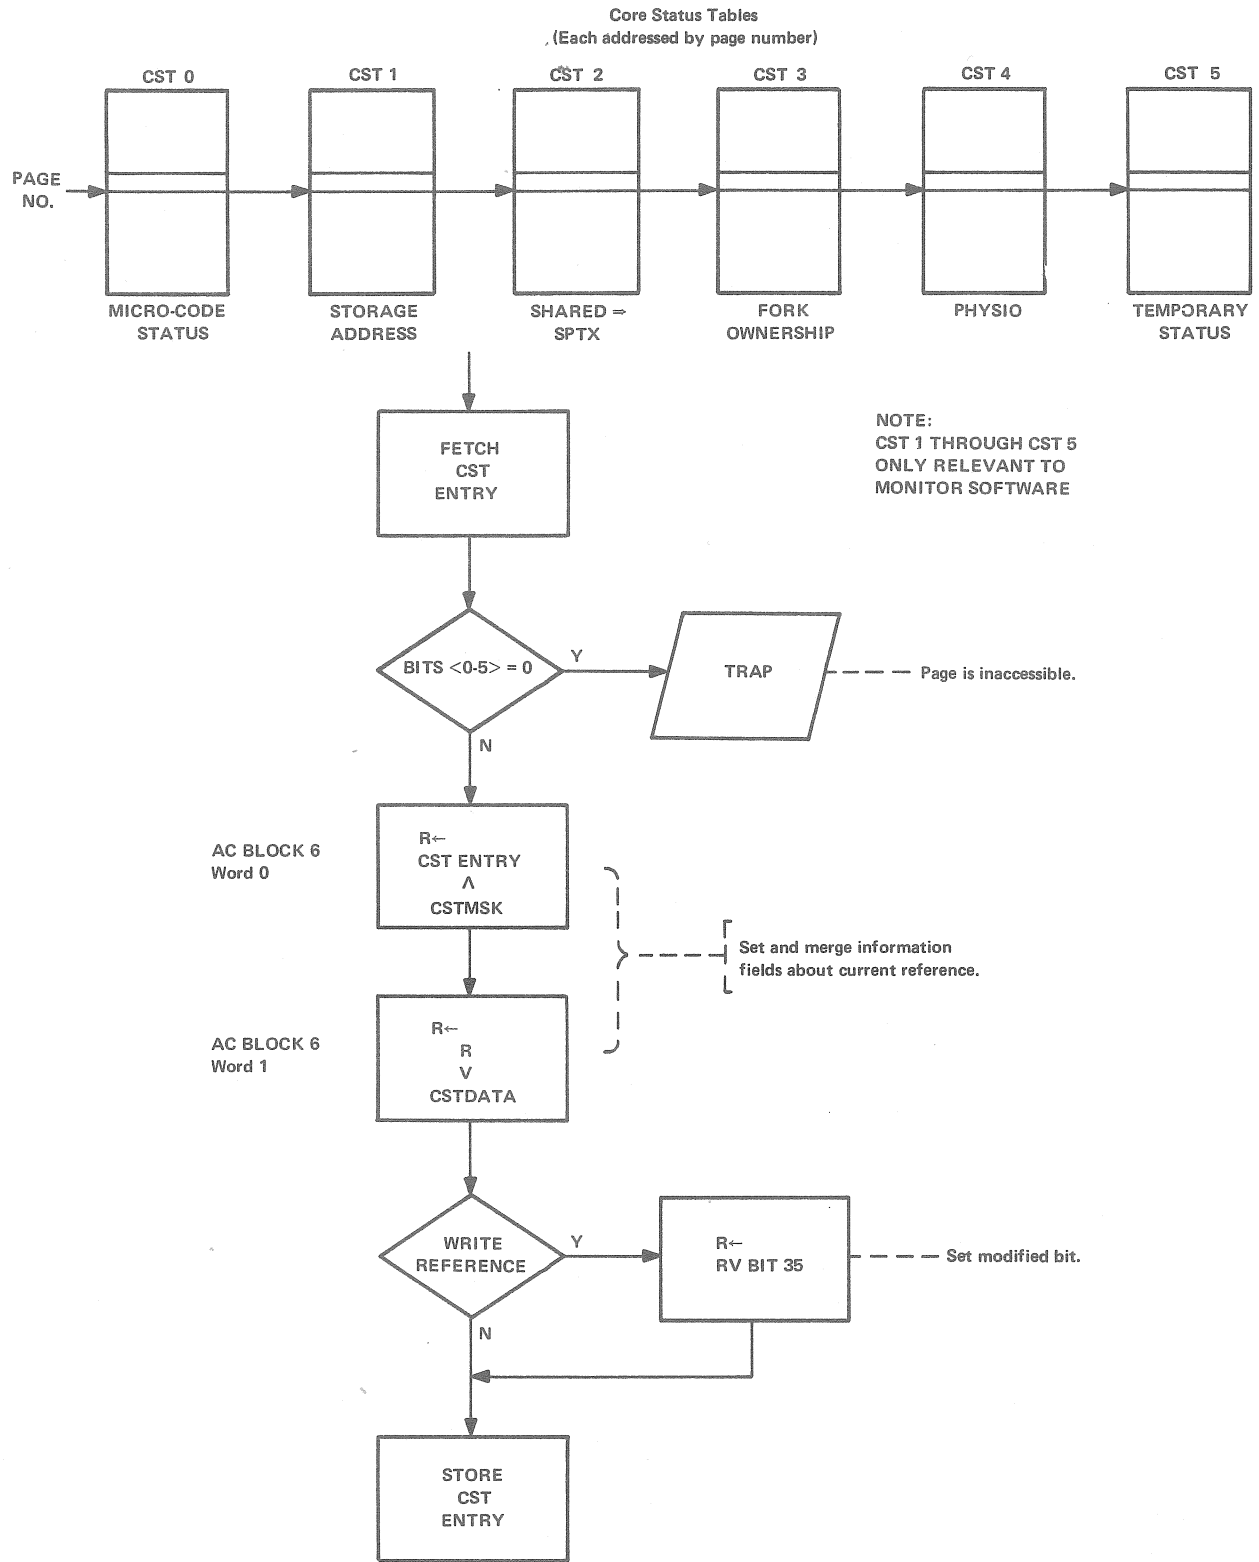 Core Status Tables
(Each addressed by page number)
CST 0
CST 1
CST 2
CST 3
CST 4
CST 5
PAGE
NO.
MICRO-CODE
STATUS
STORAGE
ADDRESS
SHARED ⇒
SPTX
FORK
OWNERSHIP
PHYSIO
TEMPORARY
STATUS
FETCH
CST
ENTRY
NOTE:
CST 1 THROUGH CST 5
ONLY RELEVANT TO
MONITOR SOFTWARE
BITS <0-5> = 0
Y
TRAP
Page is inaccessible.
N
AC BLOCK 6
Word 0
R←
CST ENTRY
Λ
CSTMSK
Set and merge information
fields about current reference.
AC BLOCK 6
Word 1
R←
R
V
CSTDATA
WRITE
REFERENCE
Y
R←
RV BIT 35
Set modified bit.
N
STORE
CST
ENTRY